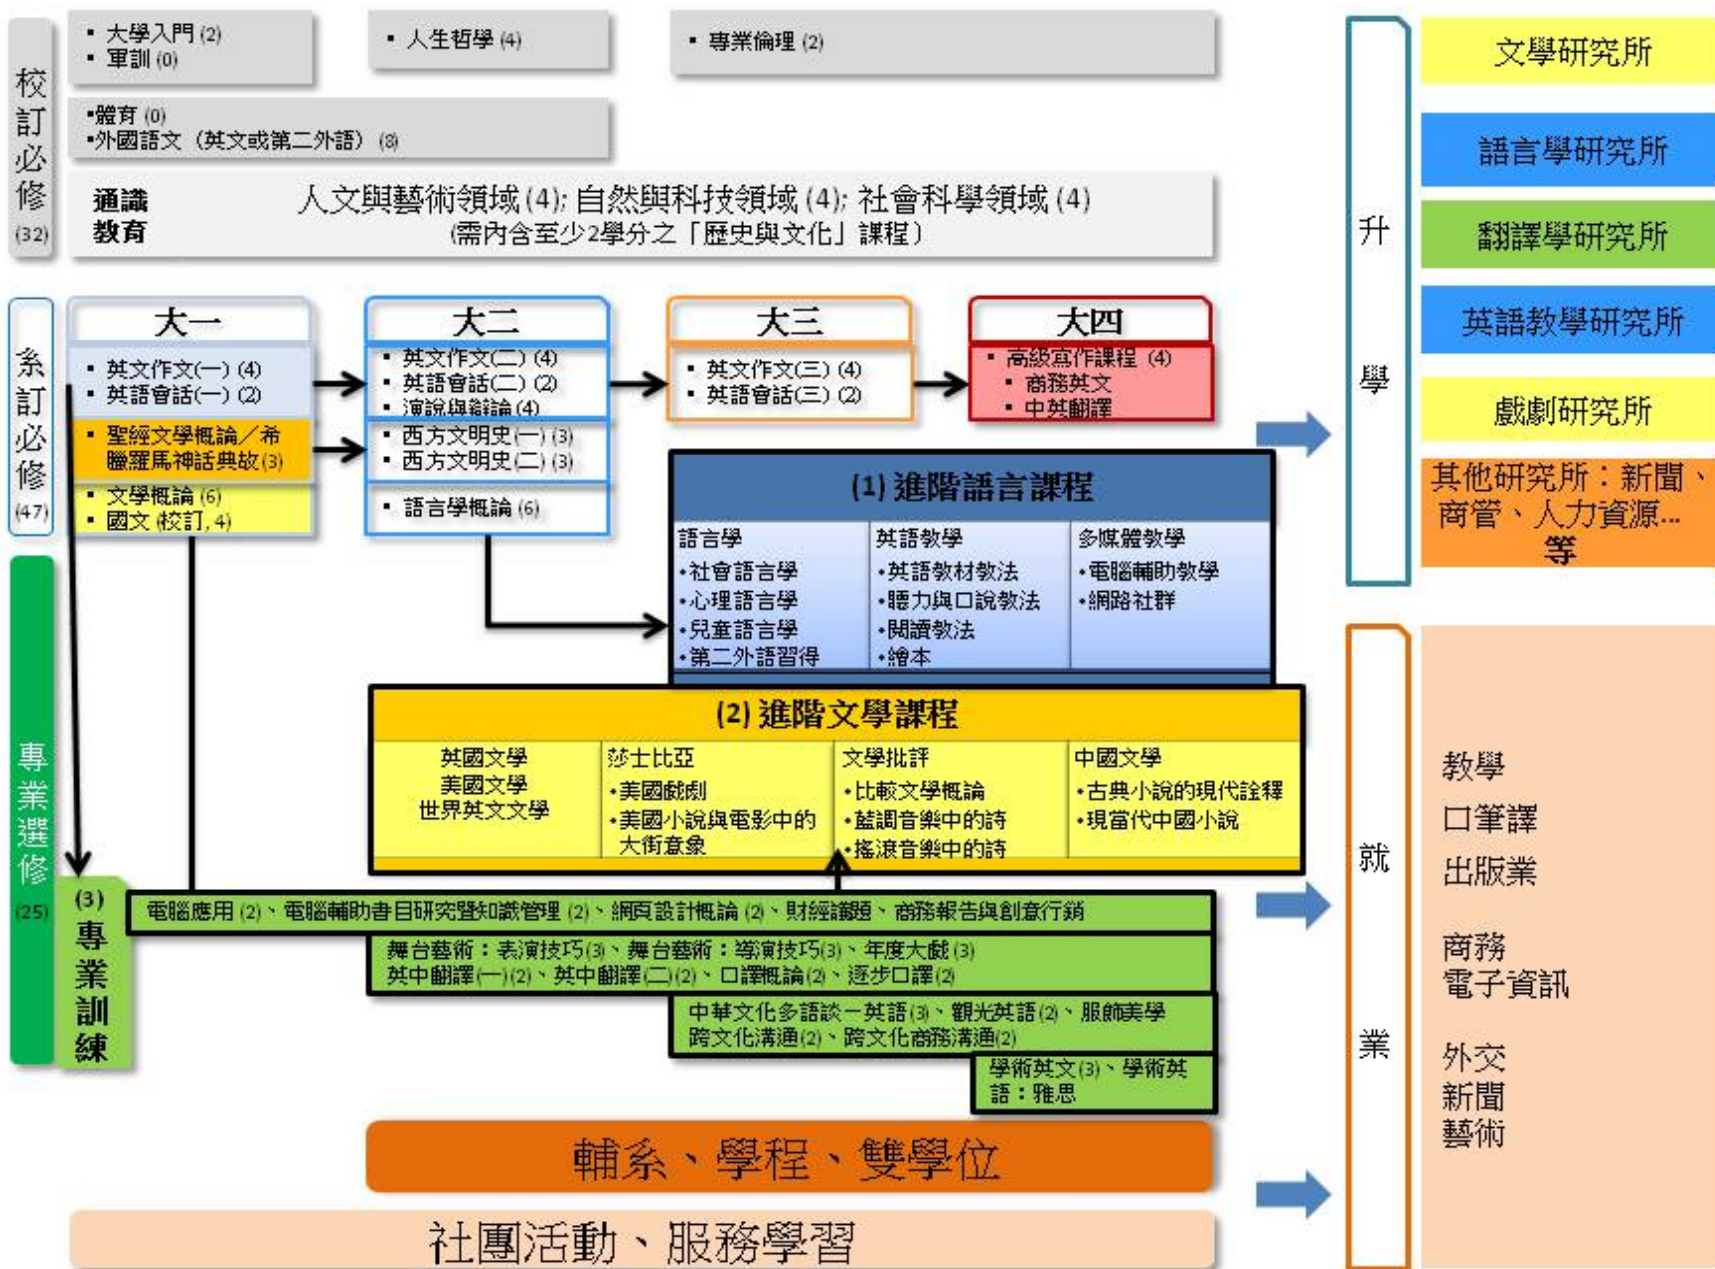 校訂必修
(32)
▪ 大學入門 (2)
▪ 軍訓 (0)
▪ 人生哲學 (4)
▪ 專業倫理 (2)
▪體育 (0)
▪外國語文（英文或第二外語）(8)
通識
教育
人文與藝術領域 (4); 自然與科技領域 (4); 社會科學領域 (4)
(需內含至少2學分之「歷史與文化」課程）
系訂必修
(47)
大一
▪ 英文作文(一) (4)
▪ 英語會話(一) (2)
▪ 聖經文學概論／希
臘羅馬神話典故(3)
▪ 文學概論 (6)
▪ 國文 (校訂, 4)
大二
▪ 英文作文(二) (4)
▪ 英語會話(二) (2)
▪ 演說與辯論(4)
▪ 西方文明史(一) (3)
▪ 西方文明史(二) (3)
▪ 語言學概論 (6)
大三
▪ 英文作文(三) (4)
▪ 英語會話(三) (2)
大四
▪ 高級寫作課程 (4)
▪ 商務英文
▪ 中英翻譯
(1) 進階語言課程
語言學
•社會語言學
•心理語言學
•兒童語言學
•第二外語習得
英語教學
•英語教材教法
•聽力與口說教法
•閱讀教法
•繪本
多媒體教學
•電腦輔助教學
•網路社群
專業選修
(25)
(2) 進階文學課程
英國文學
美國文學
世界英文文學
莎士比亞
•美國戲劇
•美國小說與電影中的
大街意象
文學批評
•比較文學概論
•藍調音樂中的詩
•搖滾音樂中的詩
中國文學
•古典小說的現代詮釋
•現當代中國小說
(3)
專業訓練
電腦應用 (2)、電腦輔助書目研究暨知識管理 (2)、網頁設計概論 (2)、財經議題、商務報告與創意行銷
舞台藝術：表演技巧(3)、舞台藝術：導演技巧(3)、年度大戲 (3)
英中翻譯(一)(2)、英中翻譯(二)(2)、口譯概論(2)、逐步口譯(2)
中華文化多語談－英語(3)、觀光英語(2)、服飾美學
跨文化溝通(2)、跨文化商務溝通(2)
學術英文(3)、學術英
語：雅思
輔系、學程、雙學位
社團活動、服務學習
升學
文學研究所
語言學研究所
翻譯學研究所
英語教學研究所
戲劇研究所
其他研究所：新聞、
商管、人力資源...
等
就業
教學
口筆譯
出版業
商務
電子資訊
外交
新聞
藝術